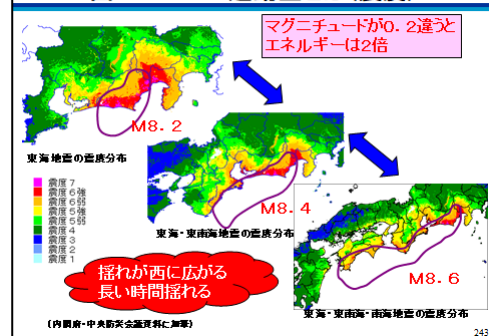 マグニチュードが0.2違うと
エネルギーは2倍
M8.2
東海地震の震度分布
震度7
震度6強
震度6弱
震度5強
震度5弱
震度4
震度3
震度2
震度1
M8.4
東海・東南海地震の震度分布
M8.6
東海・東南海・南海地震の震度分布
揺れが西に広がる
長い時間揺れる
(内閣府・中央防災会議資料に加筆)
243